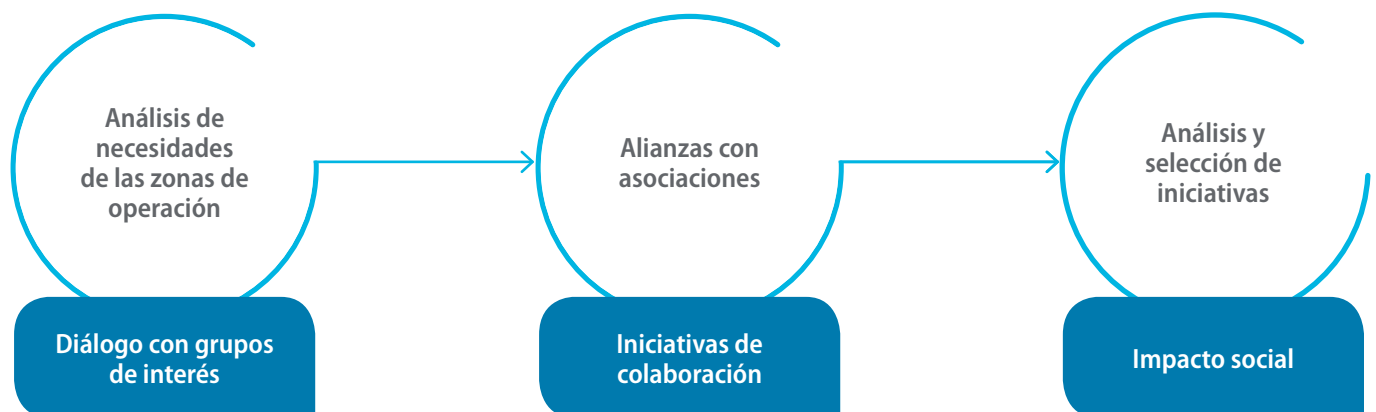 Análisis de
necesidades
de las zonas de
operación
Diálogo con grupos
de interés
Alianzas con
asociaciones
Iniciativas de
colaboración
Análisis y
selección de
iniciativas
Impacto social